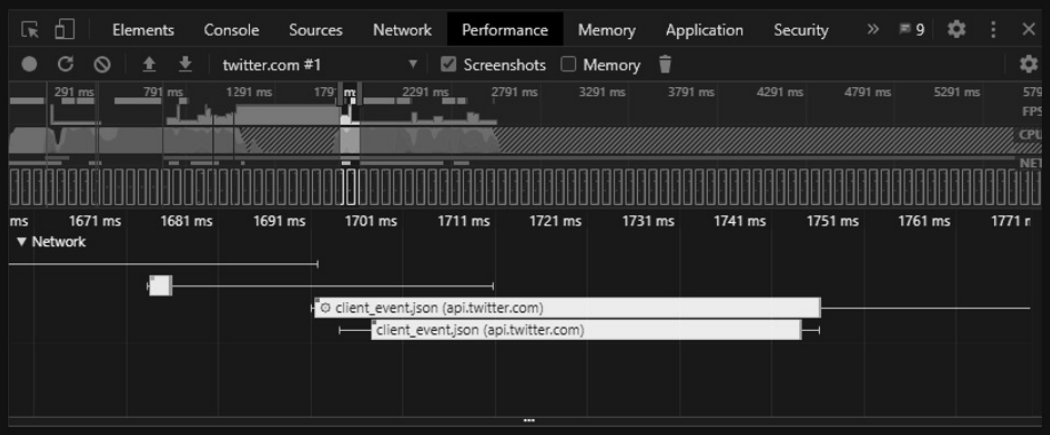 Elements Console Sources Network Performance Memory Application Security » 9
twitter.com #1 Screenshots Memory
291 ms 791 ms 1291 ms 179 m 2291 ms 2791 ms 3291 ms 3791 ms 4291 ms 4791 ms 5291 ms 579
FPS
CPU
NET
ms 1671 ms 1681 ms 1691 ms 1701 ms 1711 ms 1721 ms 1731 ms 1741 ms 1751 ms 1761 ms 1771 r
Network
client_event.json (api.twitter.com)
client_event.json (api.twitter.com)